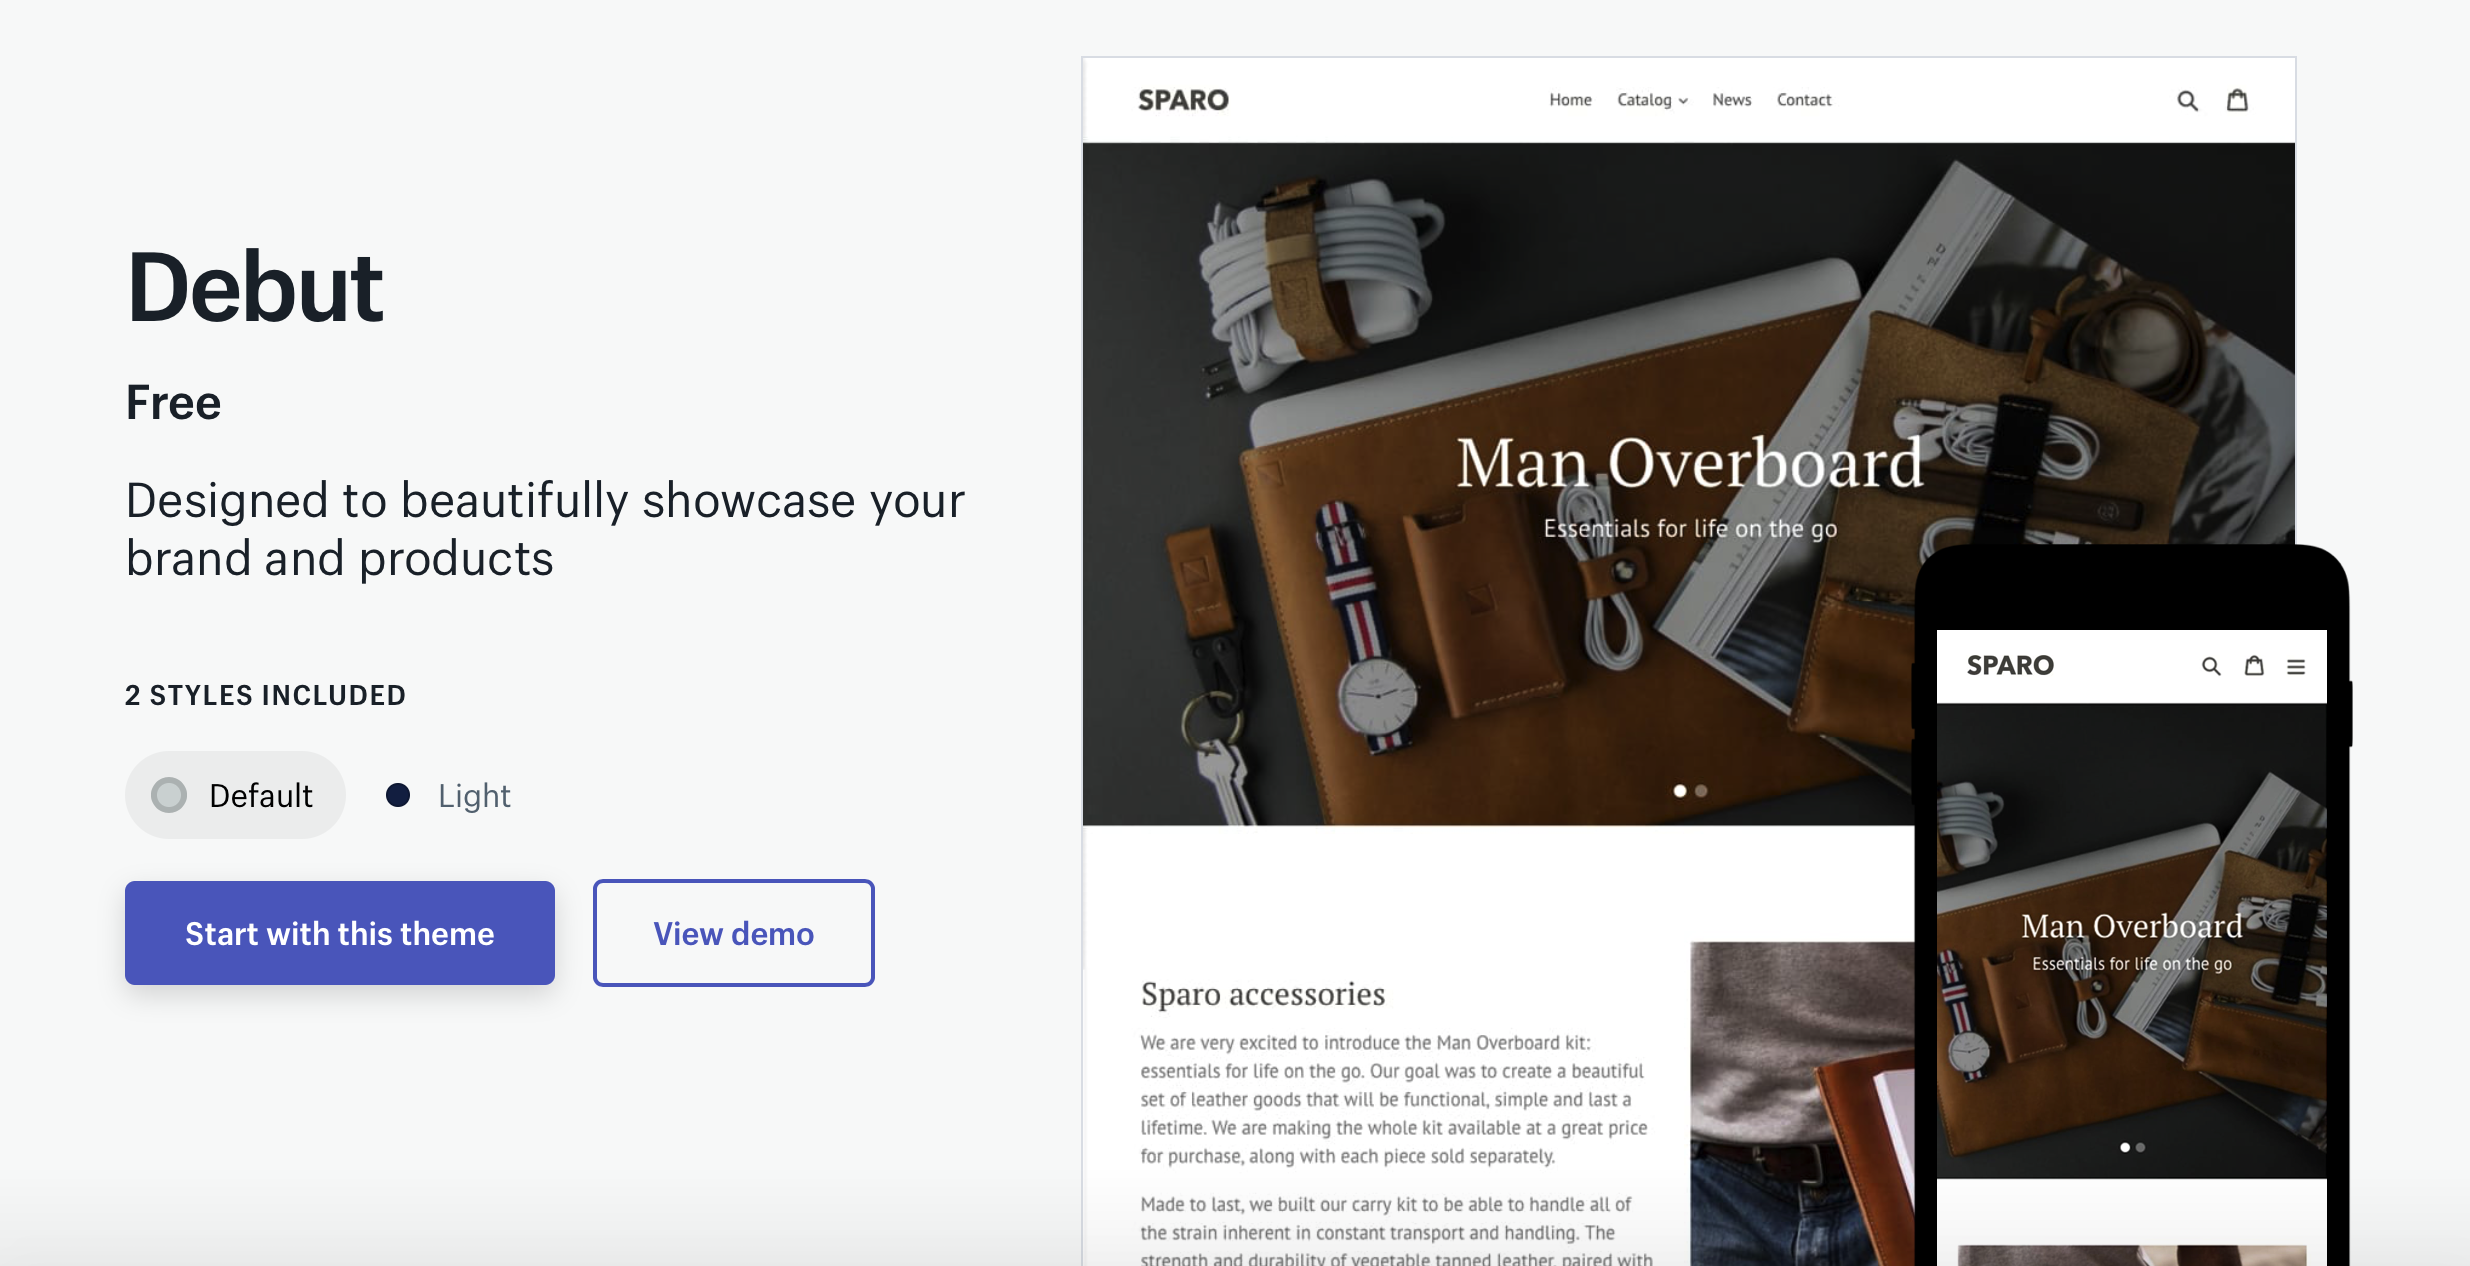 Debut
Free
Designed to beautifully showcase your
brand and products
2 STYLES INCLUDED
Default
Light
Start with this theme
View demo
SPARO
Home
Catalog
News
Contact
Man Overboard
Essentials for life on the go
Sparo accessories
We are very excited to introduce the Man Overboard kit:
essentials for life on the go. Our goal was to create a beautiful
set of leather goods that will be functional, simple and last a
lifetime. We are making the whole kit available at a great price
for purchase, along with each piece sold separately.
Made to last, we built our carry kit to be able to handle all of
the strain inherent in constant transport and handling. The
strength and durability of vegetable tanned leather, paired with
SPARO
Man Overboard
Essentials for life on the go